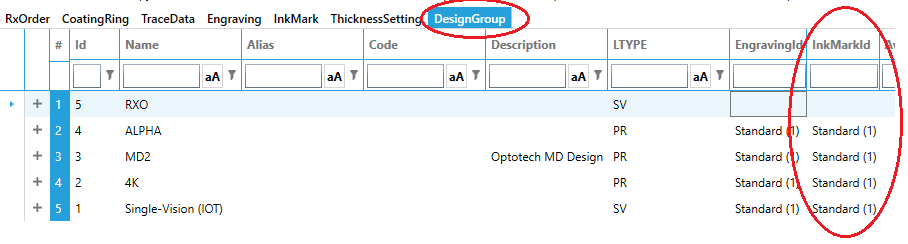 RxOrder CoatingRing TraceData Engraving InkMark ThicknessSetting DesignGroup
# Id Name Alias Code Description LTYPE EngravingId InkMarkId
aA aA aA aA aA
1 5 RXO SV
2 4 ALPHA PR Standard (1) Standard (1)
3 3 MD2 Optotech MD Design PR Standard (1) Standard (1)
4 2 4K PR Standard (1) Standard (1)
5 1 Single-Vision (IOT) SV Standard (1) Standard (1)